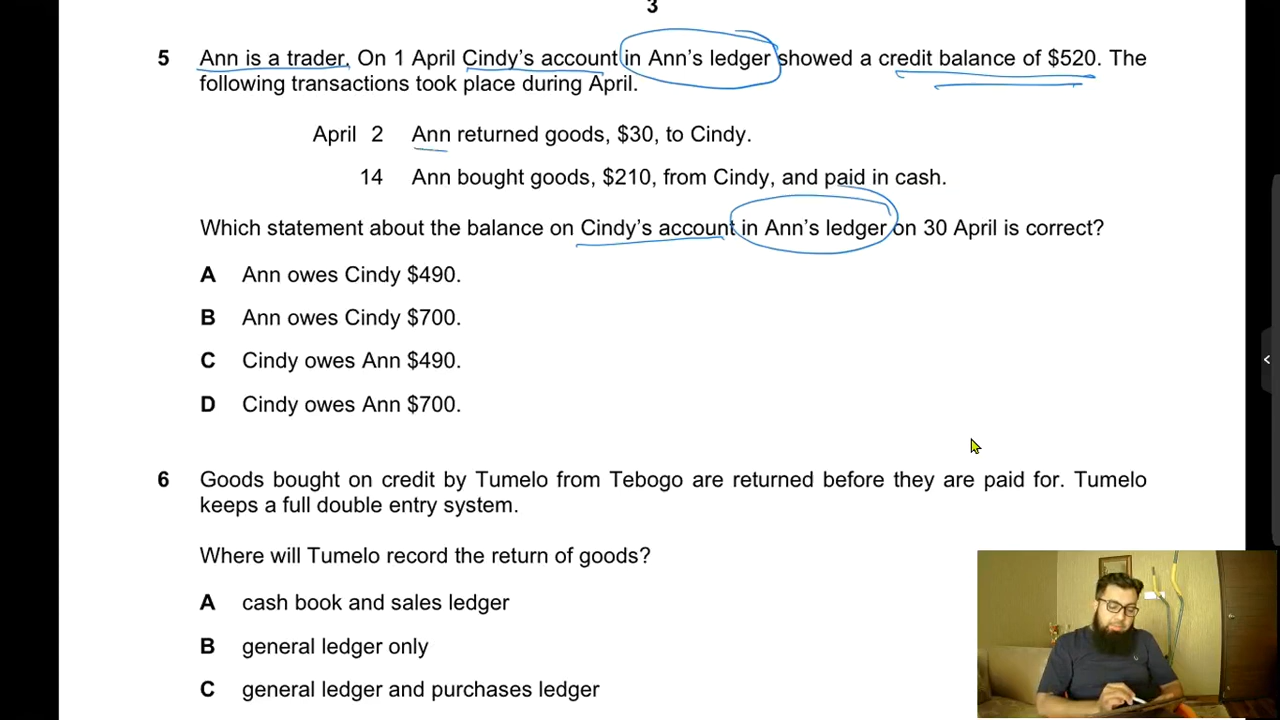 3
5 Ann is a trader. On 1 April Cindy's account in Ann's ledger showed a credit balance of $520. The
following transactions took place during April.
April 2 Ann returned goods, $30, to Cindy.
14 Ann bought goods, $210, from Cindy, and paid in cash.
Which statement about the balance on Cindy's account in Ann's ledger on 30 April is correct?
A Ann owes Cindy $490.
B Ann owes Cindy $700.
C Cindy owes Ann $490.
D Cindy owes Ann $700.
6 Goods bought on credit by Tumelo from Tebogo are returned before they are paid for. Tumelo
keeps a full double entry system.
Where will Tumelo record the return of goods?
A cash book and sales ledger
B general ledger only
C general ledger and purchases ledger